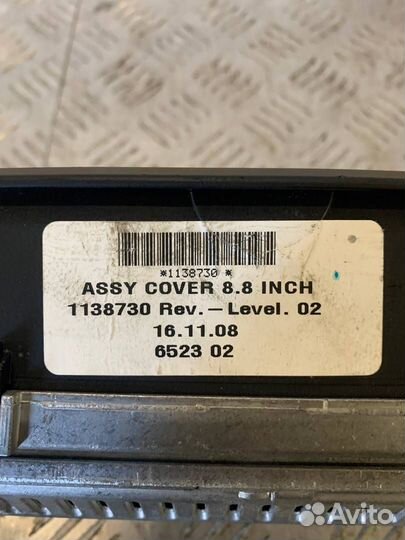 *1138730 *
ASSY COVER 8.8 INCH
1138730 Rev.—Level. 02
16.11.08
6523 02
Avito